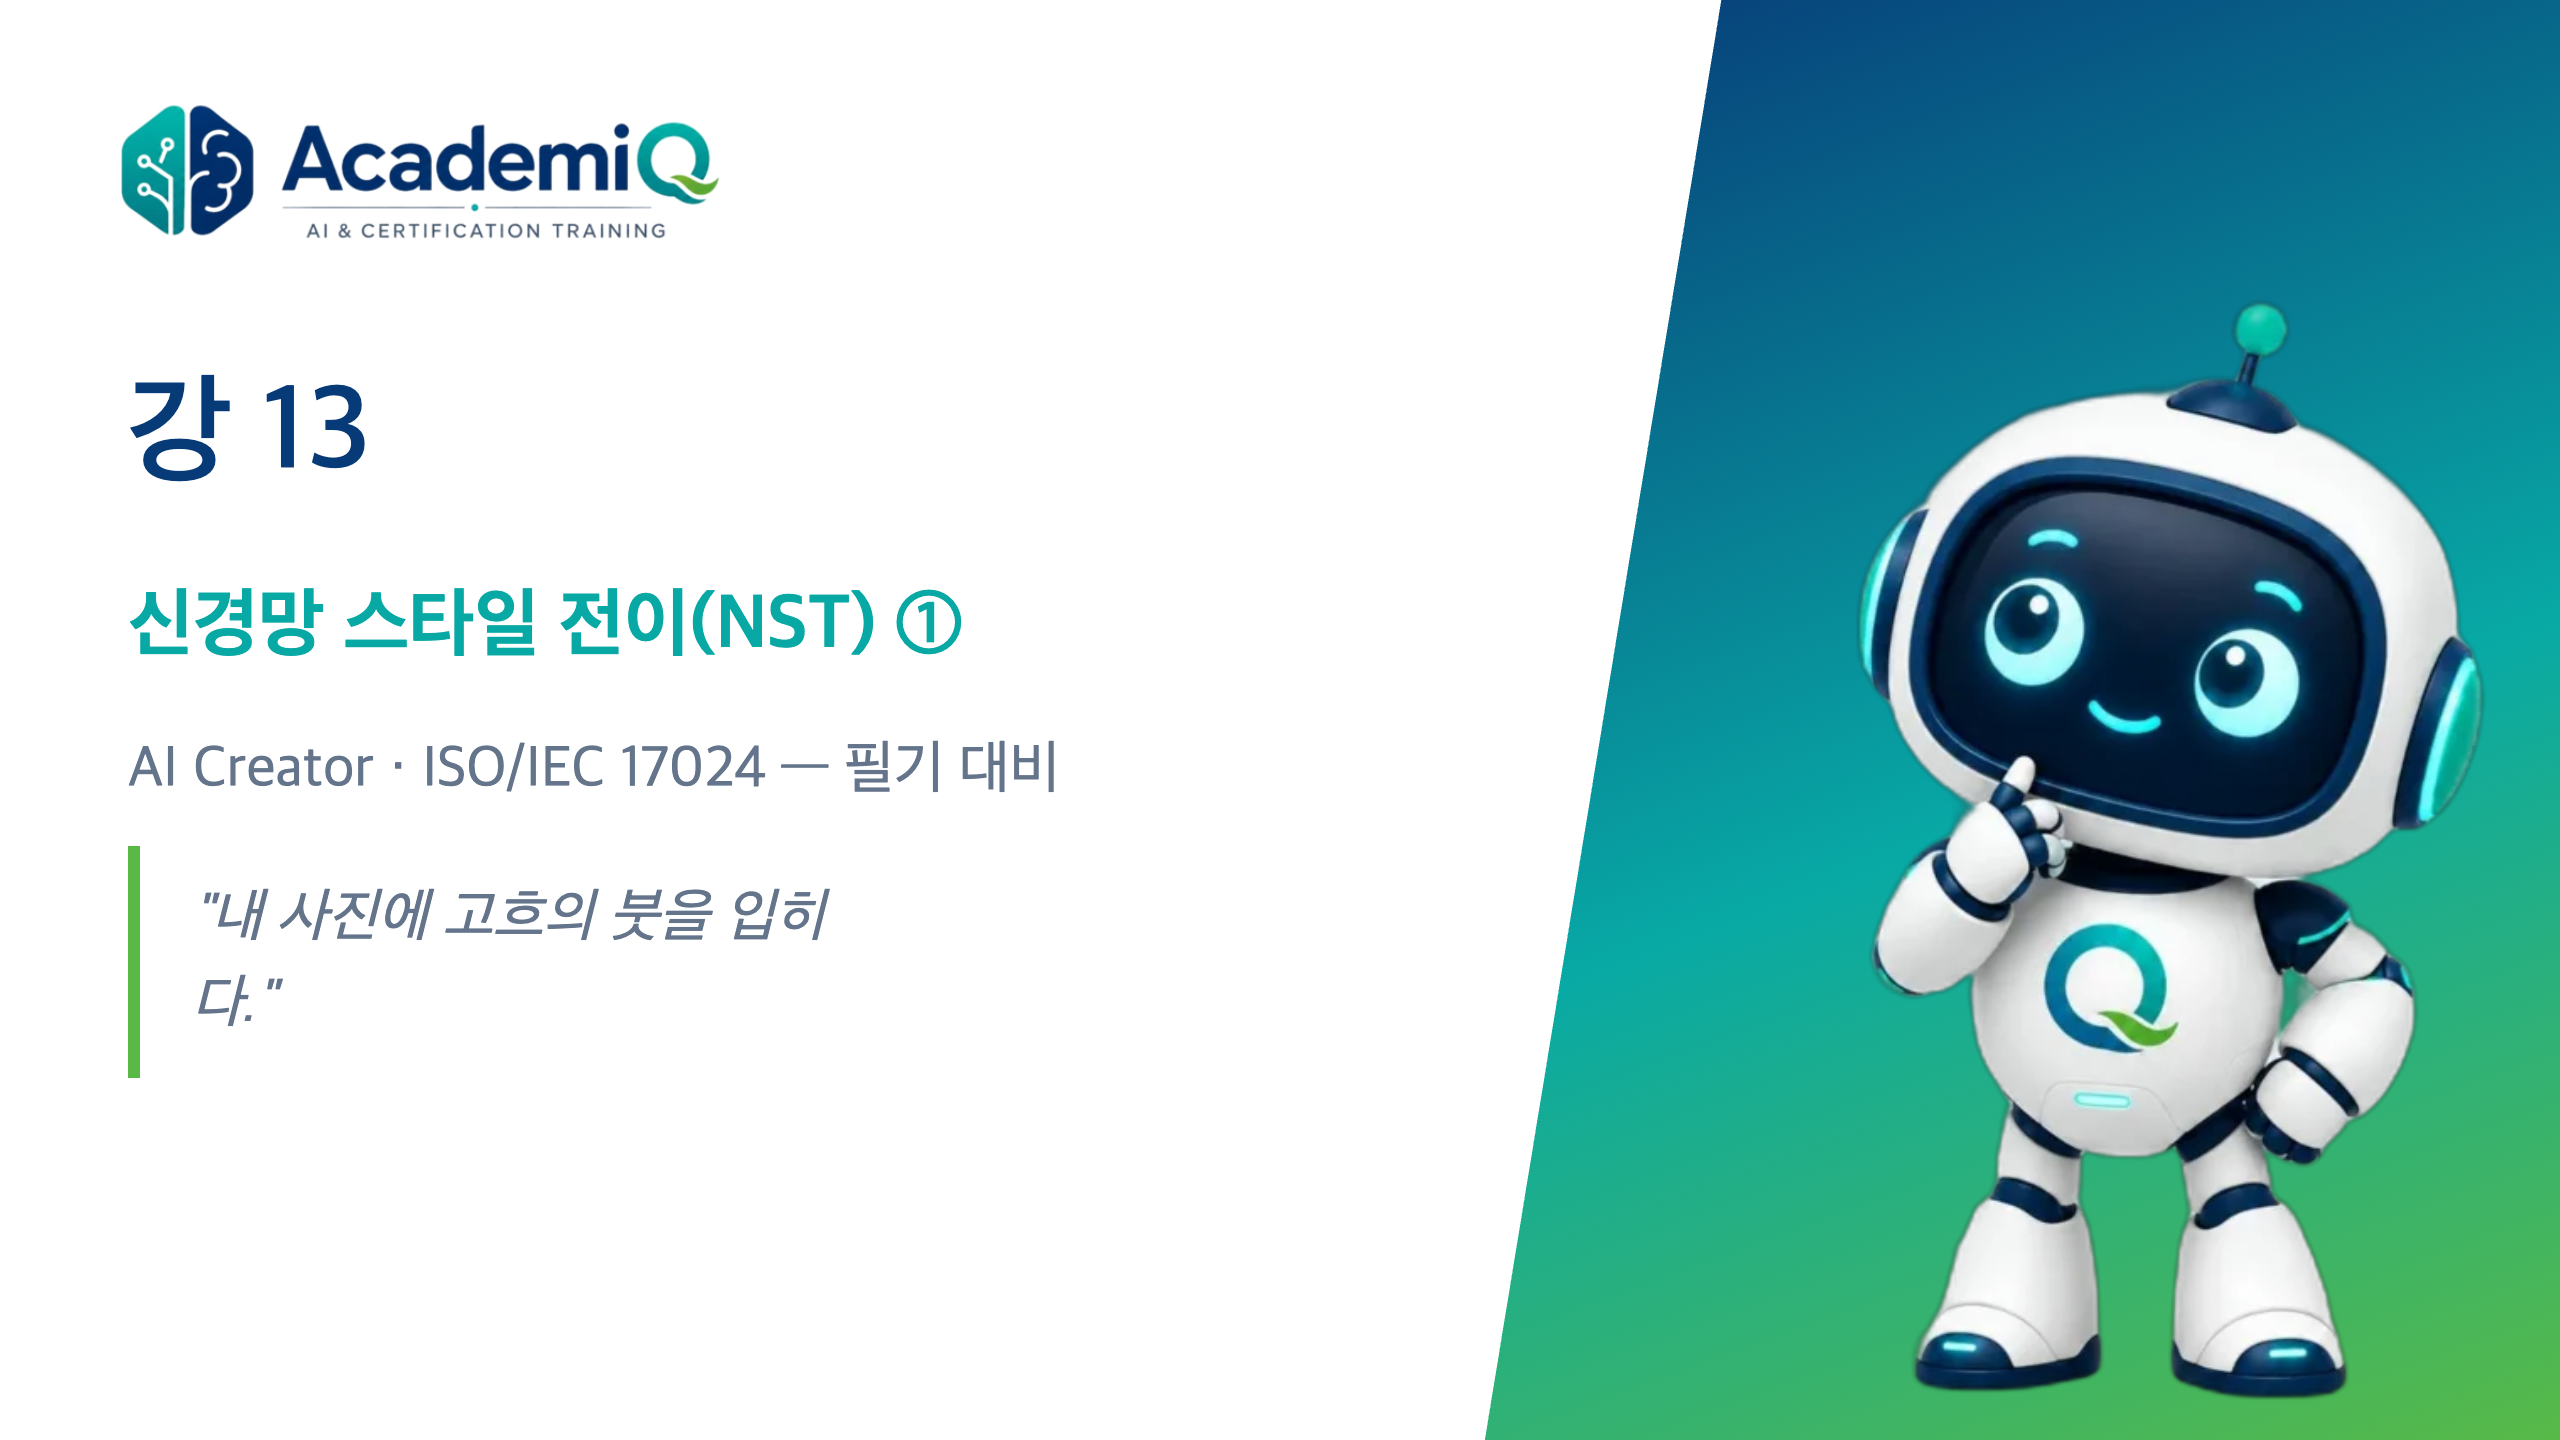 AcademiQ
AI & CERTIFICATION TRAINING
강 13
신경망 스타일 전이(NST) ①
AI Creator · ISO/IEC 17024 — 필기 대비
"내 사진에 고흐의 붓을 입히
다."